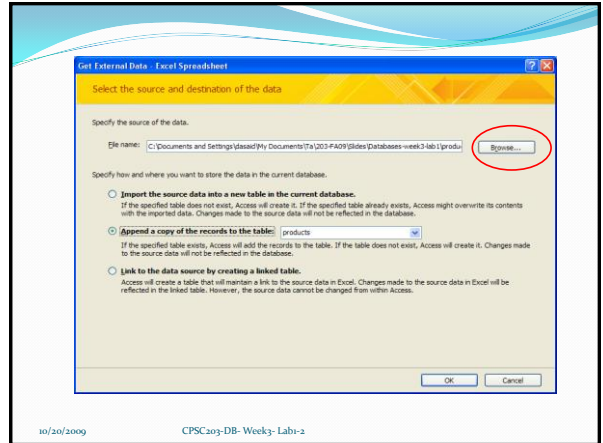 Get External Data - Excel Spreadsheet
Select the source and destination of the data
Specify the source of the data.
File name: C:\Documents and Settings\dasaid\My Documents\Ta\203-FA09\Slides\Databases-week3-lab1\produ Browse...
Specify how and where you want to store the data in the current database.
Import the source data into a new table in the current database.
If the specified table does not exist, Access will create it. If the specified table already exists, Access might overwrite its contents
with the imported data. Changes made to the source data will not be reflected in the database.
Append a copy of the records to the table: products
If the specified table exists, Access will add the records to the table. If the table does not exist, Access will create it. Changes made
to the source data will not be reflected in the database.
Link to the data source by creating a linked table.
Access will create a table that will maintain a link to the source data in Excel. Changes made to the source data in Excel will be
reflected in the linked table. However, the source data cannot be changed from within Access.
OK Cancel
10/20/2009 CPSC203-DB- Week3- Lab1-2